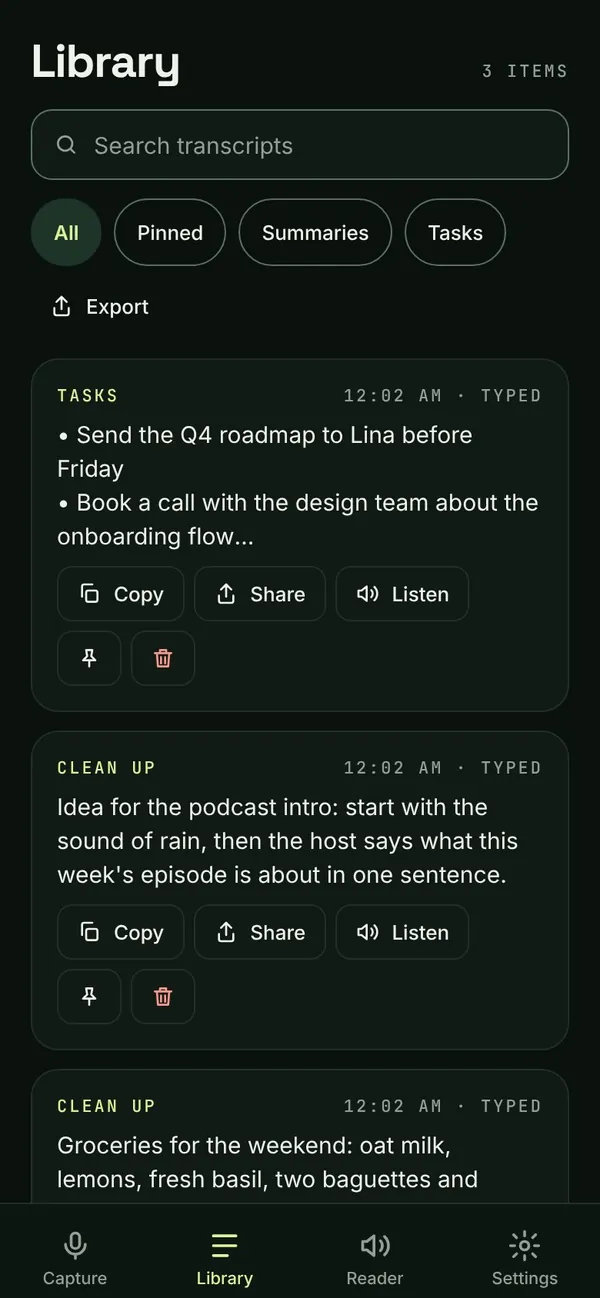 Library
3 ITEMS
Search transcripts
All
Pinned
Summaries
Tasks
Export
TASKS
12:02 AM · TYPED
• Send the Q4 roadmap to Lina before
Friday
• Book a call with the design team about the
onboarding flow...
Copy
Share
Listen
CLEAN UP
12:02 AM · TYPED
Idea for the podcast intro: start with the
sound of rain, then the host says what this
week's episode is about in one sentence.
Copy
Share
Listen
CLEAN UP
12:02 AM · TYPED
Groceries for the weekend: oat milk,
lemons, fresh basil, two baguettes and
Capture
Library
Reader
Settings